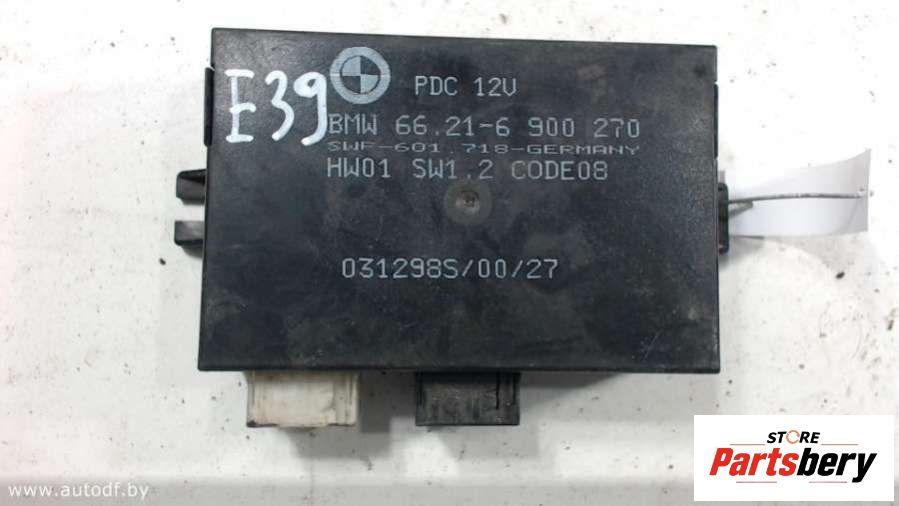 E39
PDC 12V
BMW 66.21-6 900 270
SWF-601.718-GERMANY
HW01 SW1.2 CODE08
031298S/00/27
STORE
Partsbery
www.autodf.by